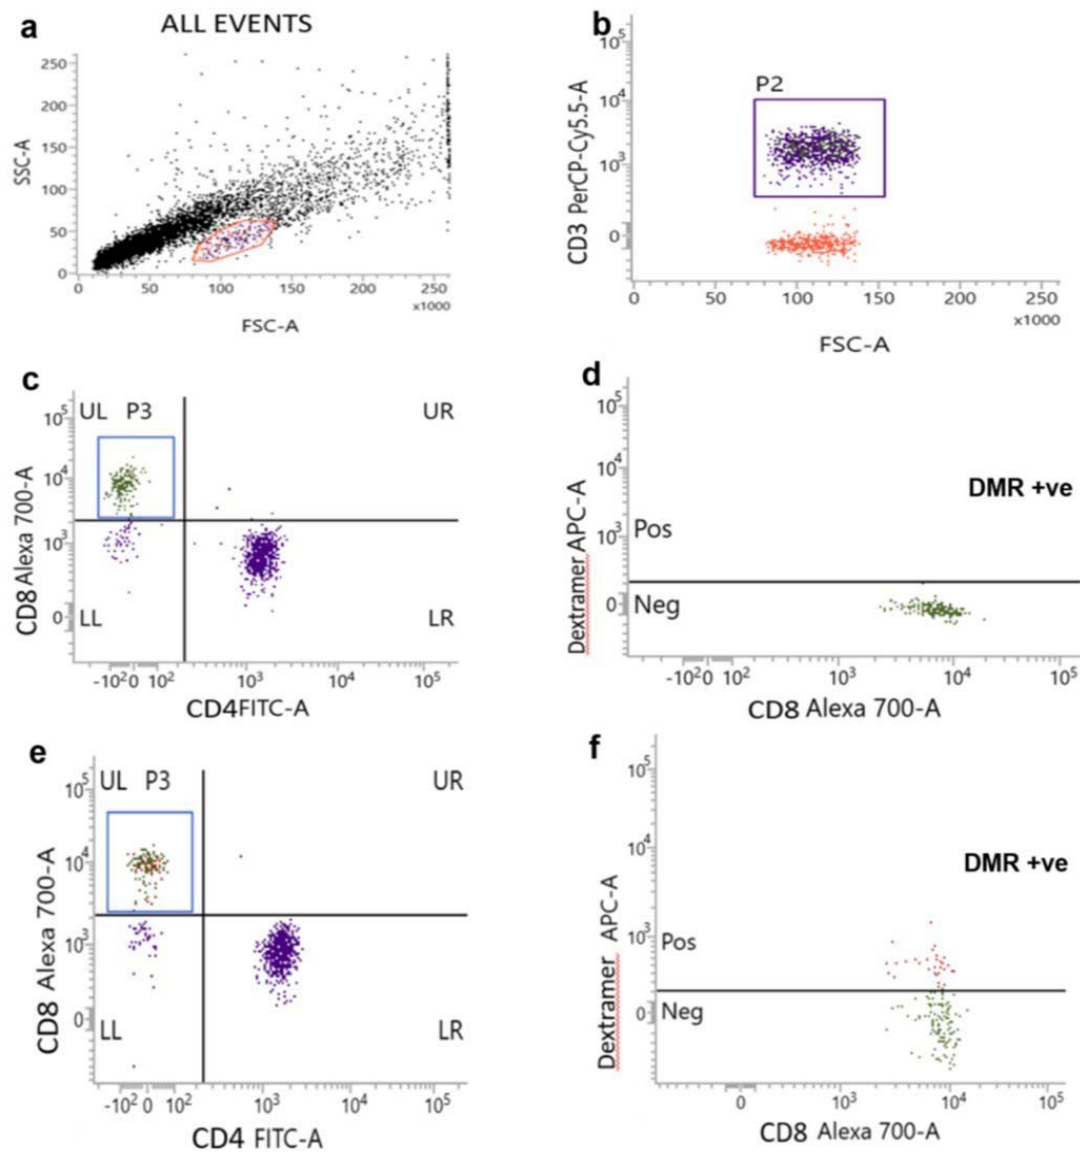 a
ALL EVENTS
250
200
150
100
50
0
SSC-A
0 50 100 150 200 250
x1000
FSC-A
b
10^5
10^4
10^3
0
CD3 PerCP-Cy5.5-A
P2
0 50 100 150 200 250
x1000
FSC-A
c
UL P3 UR
10^5
10^4
10^3
0
CD8 Alexa 700-A
LL LR
-10^2 0 10^2 10^3 10^4 10^5
CD4 FITC-A
d
10^5
10^4
10^3
0
Dextramer APC-A
DMR +ve
Pos
Neg
-10^2 0 10^2 10^3 10^4 10^5
CD8 Alexa 700-A
e
UL P3 UR
10^5
10^4
10^3
0
CD8 Alexa 700-A
LL LR
-10^2 0 10^2 10^3 10^4 10^5
CD4 FITC-A
f
10^5
10^4
10^3
0
Dextramer APC-A
DMR +ve
Pos
Neg
0 10^3 10^4 10^5
CD8 Alexa 700-A